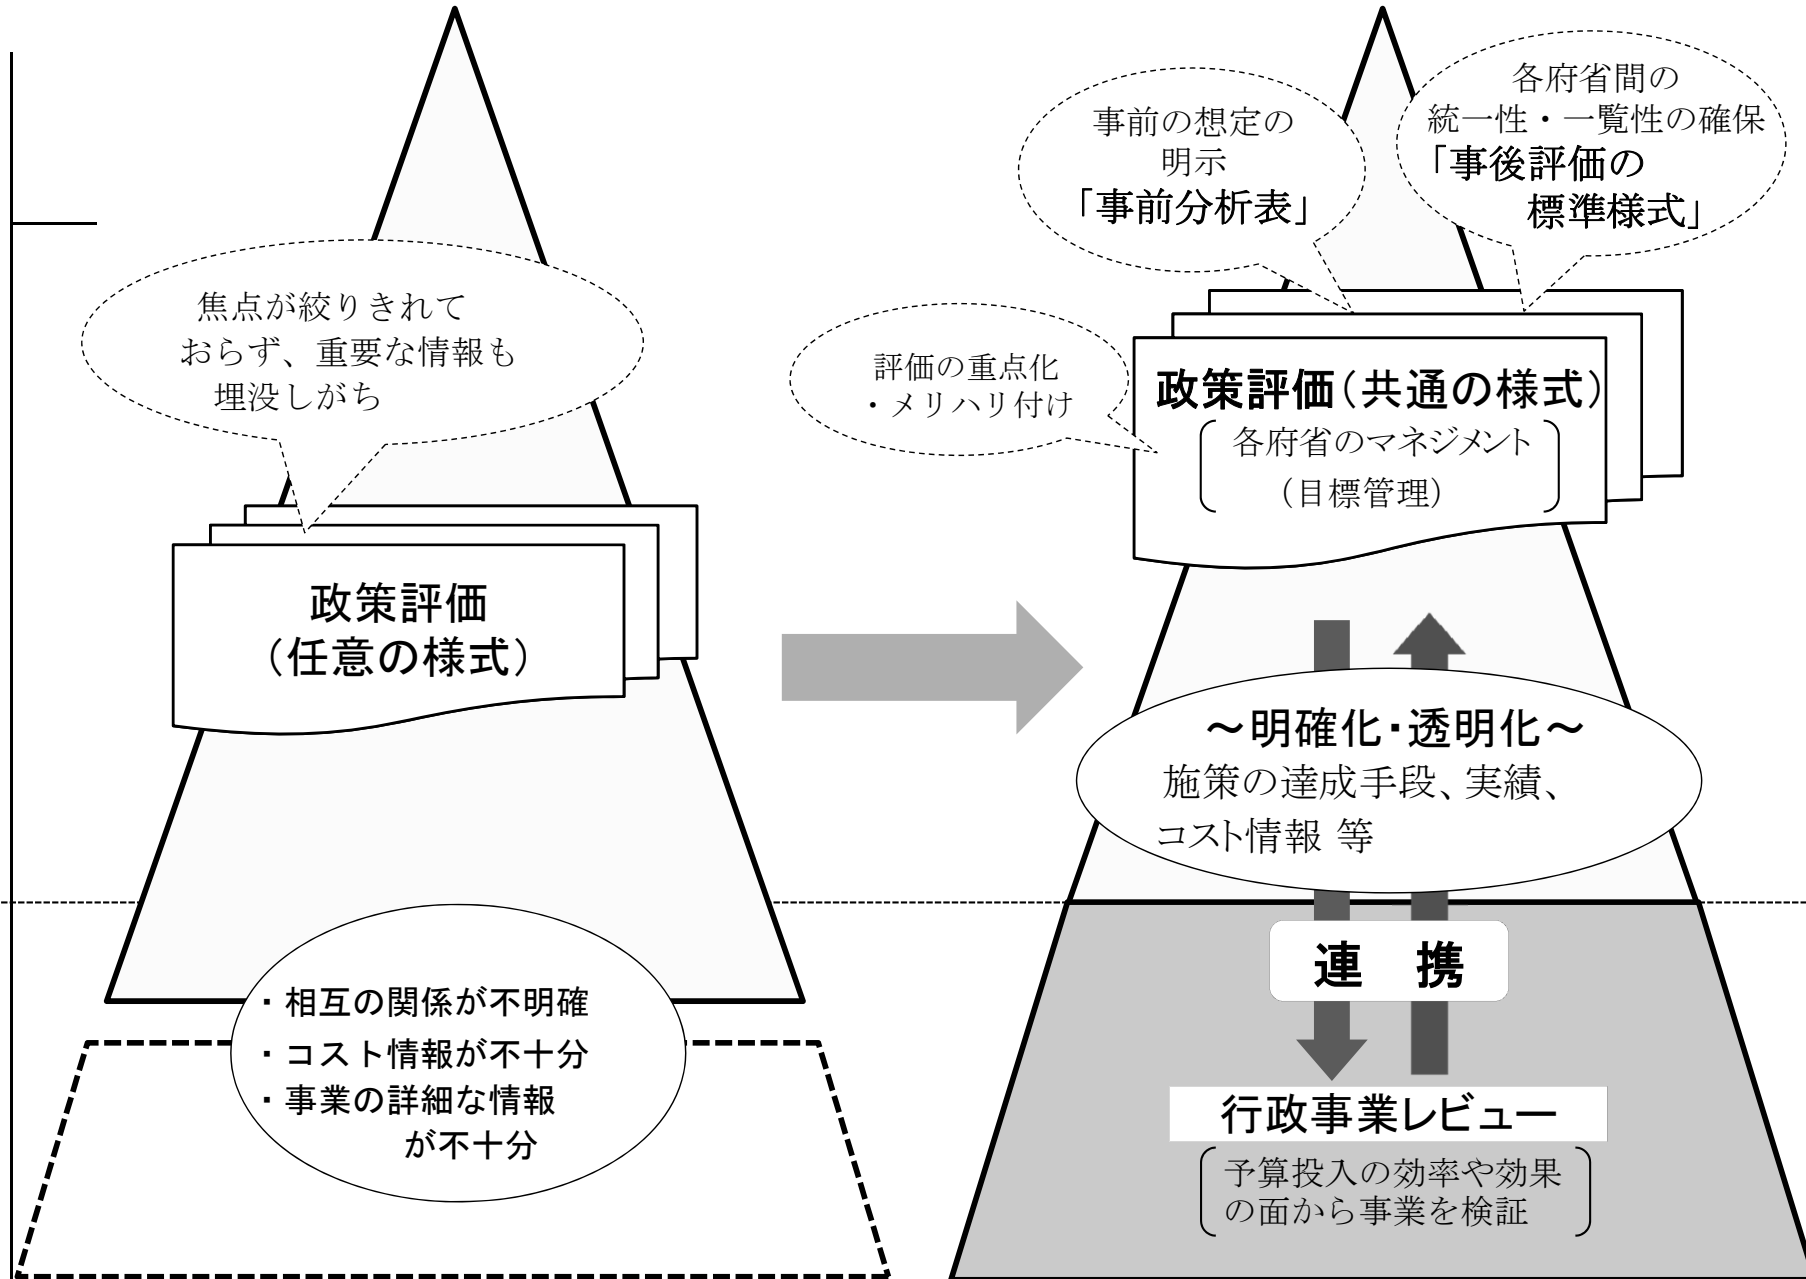 焦点が絞りきれて
おらず、重要な情報も
埋没しがち
政策評価
（任意の様式）
・相互の関係が不明確
・コスト情報が不十分
・事業の詳細な情報
が不十分
事前の想定の
明示
「事前分析表」
各府省間の
統一性・一覧性の確保
「事後評価の
標準様式」
評価の重点化
・メリハリ付け
政策評価（共通の様式）
各府省のマネジメント
（目標管理）
～明確化・透明化～
施策の達成手段、実績、
コスト情報 等
連 携
行政事業レビュー
予算投入の効率や効果
の面から事業を検証